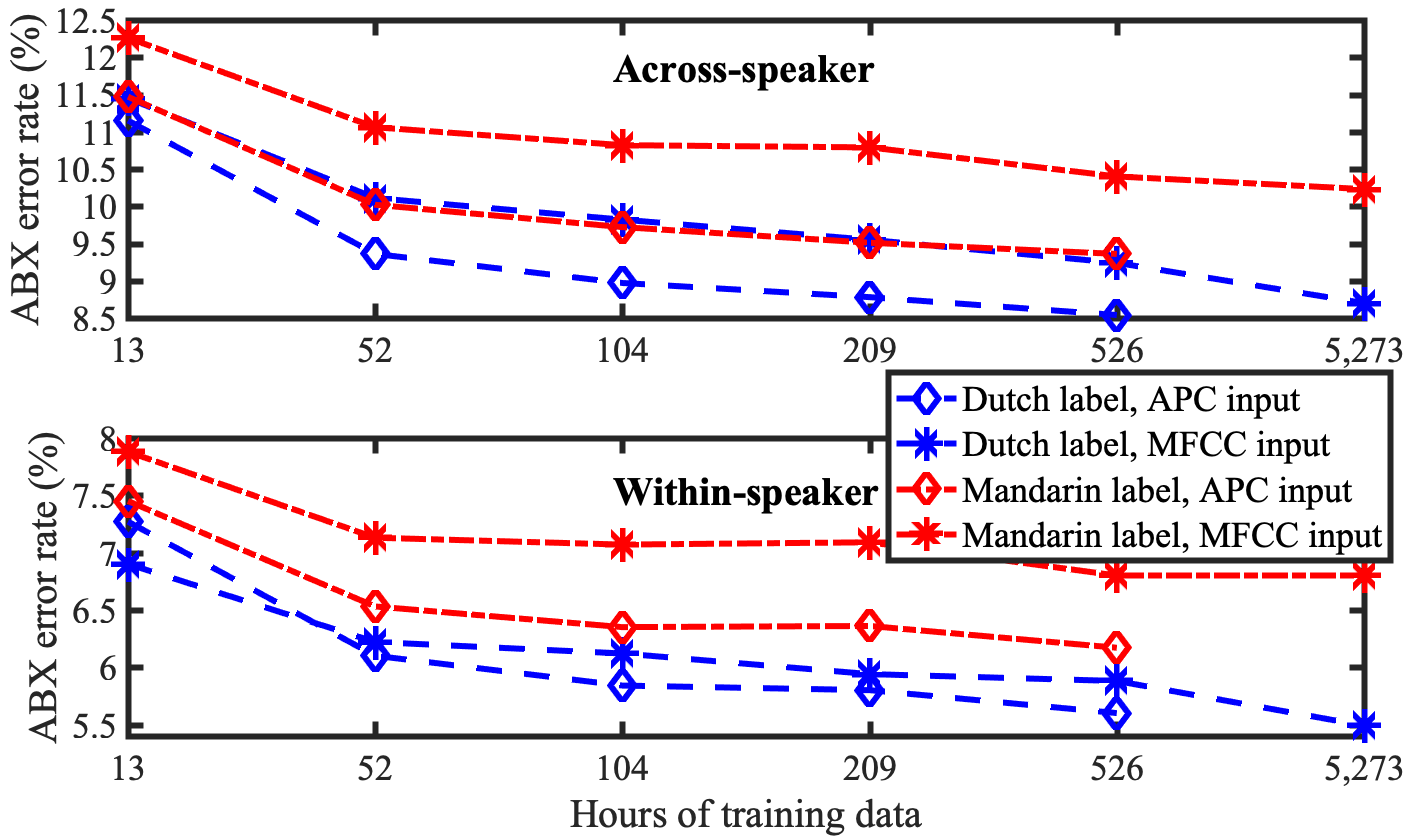 12.5
12
11.5
11
10.5
10
9.5
9
8.5
ABX error rate (%)
Across-speaker
13 52 104 209 526 5,273
Dutch label, APC input
Dutch label, MFCC input
Mandarin label, APC input
Mandarin label, MFCC input
8
7.5
7
6.5
6
5.5
ABX error rate (%)
Within-speaker
13 52 104 209 526 5,273
Hours of training data